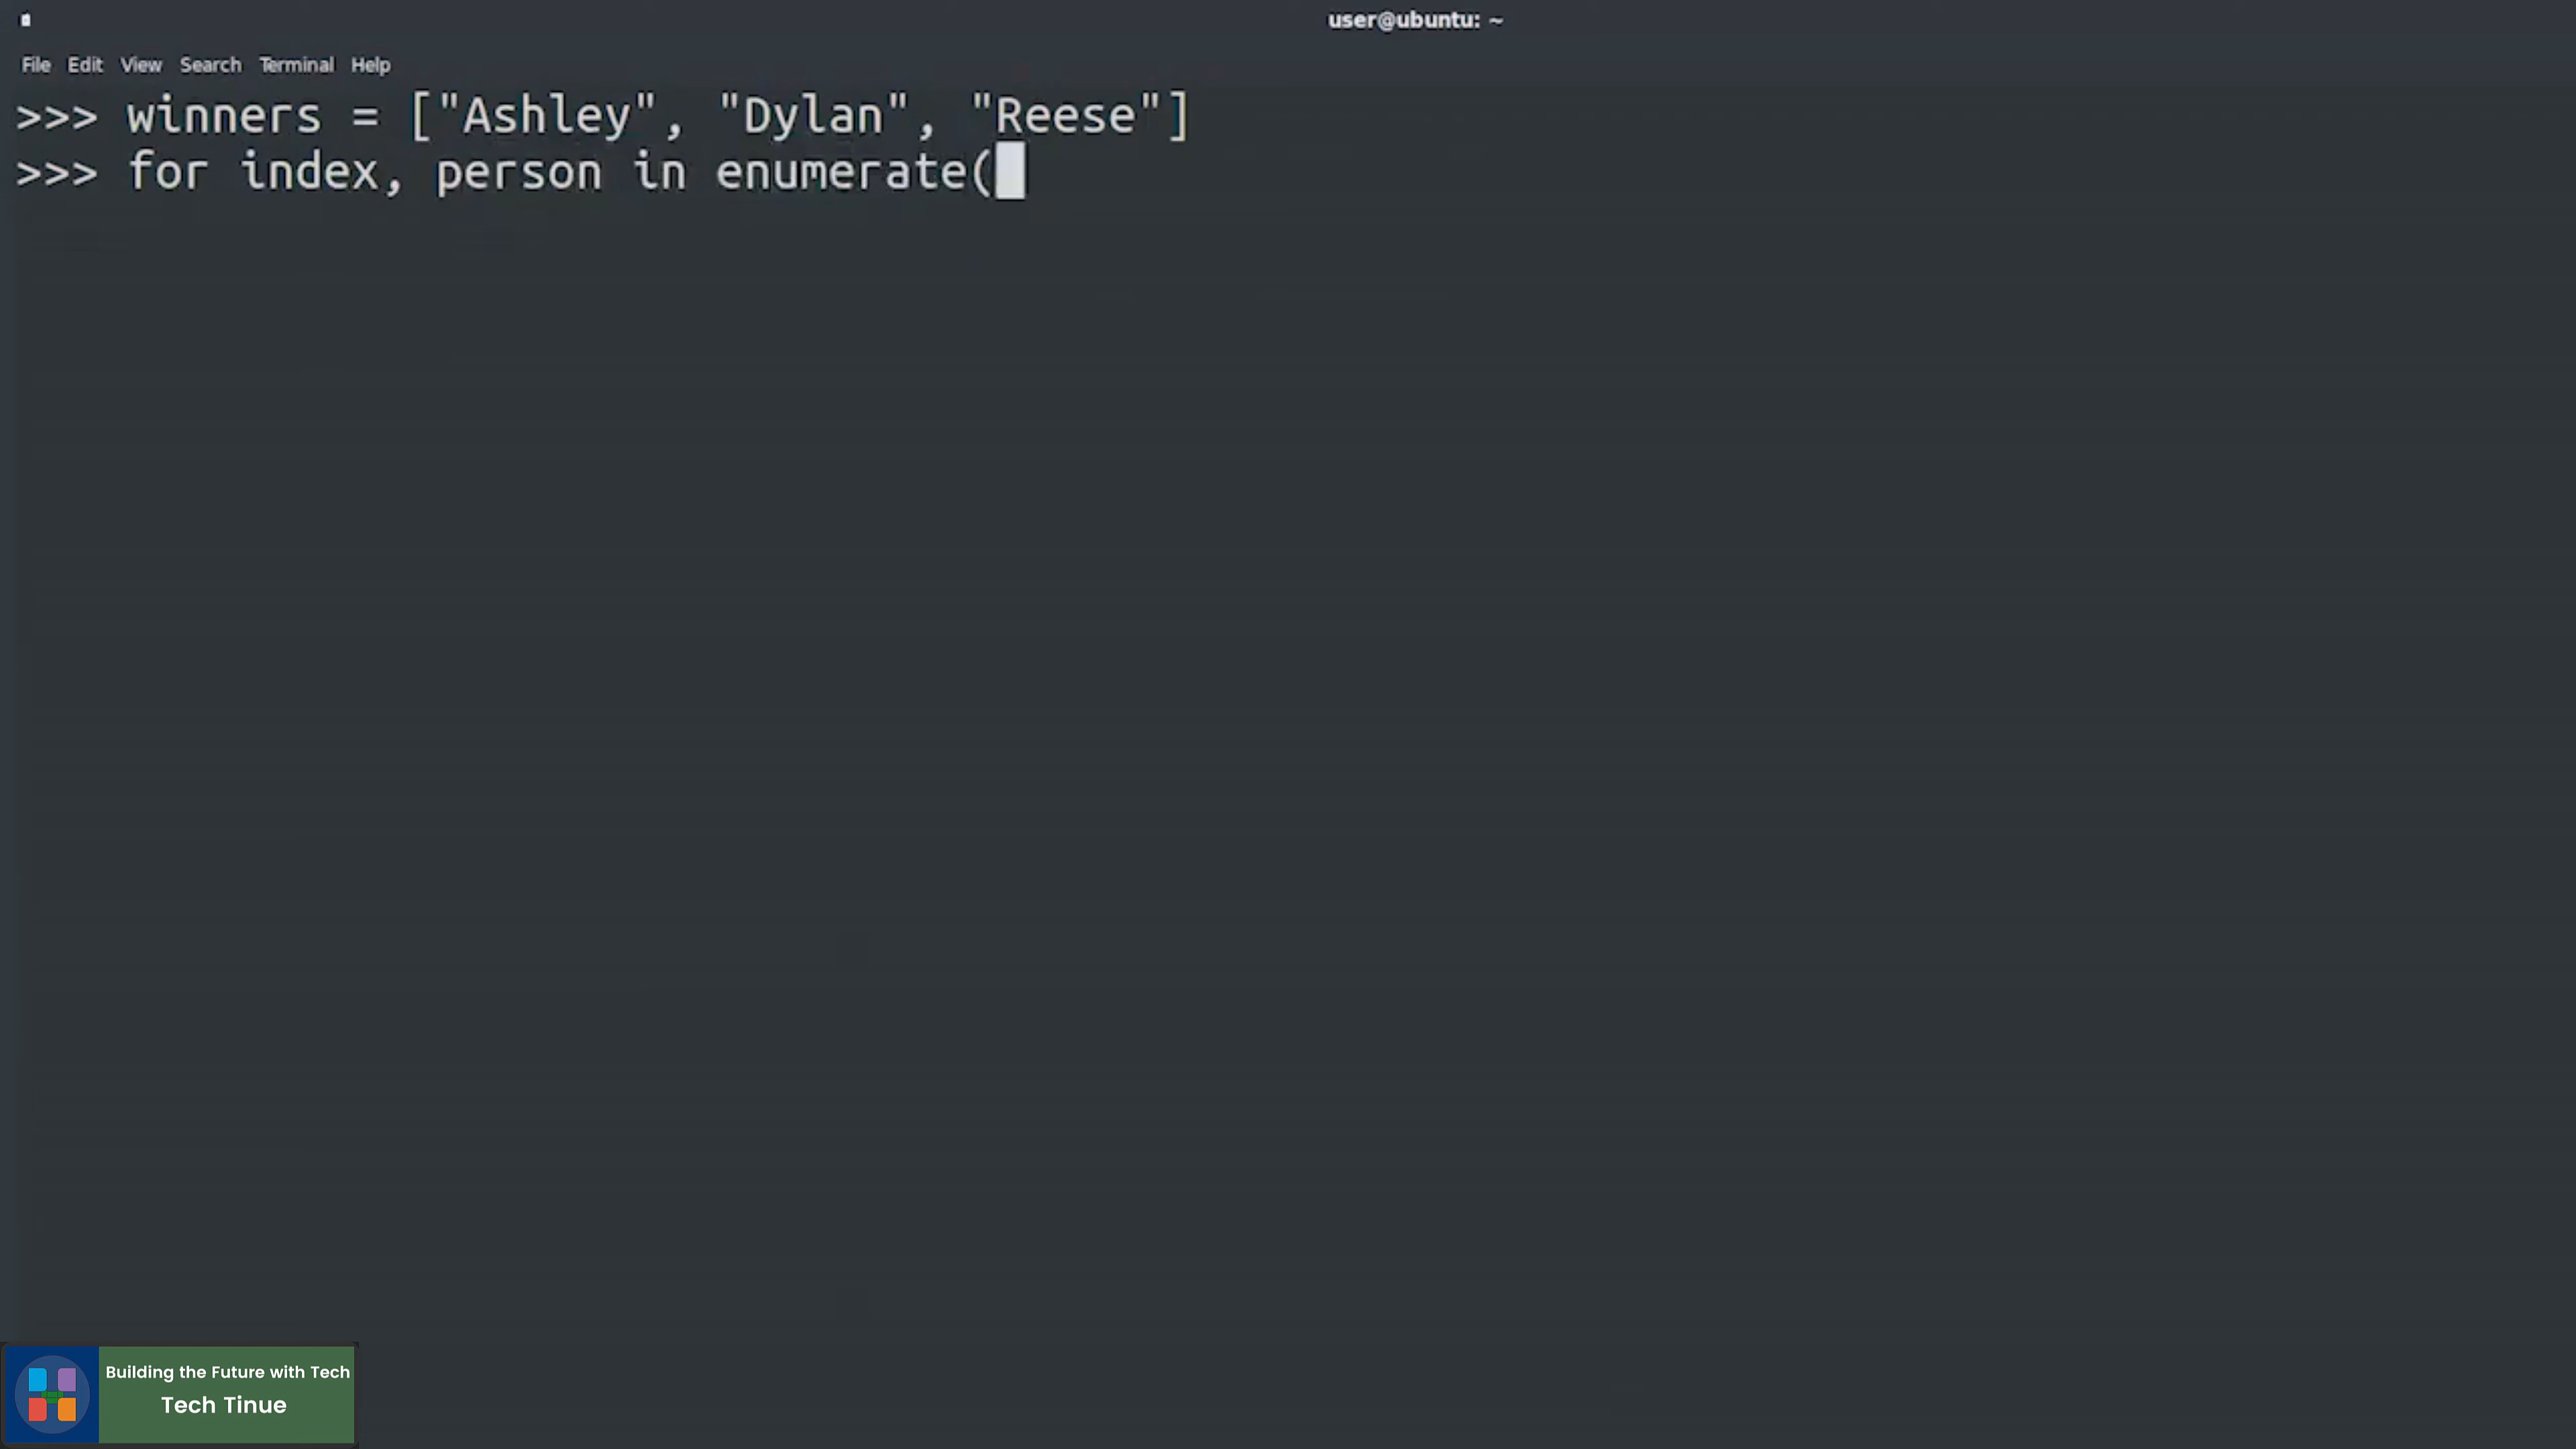 user@ubuntu: ~
File Edit View Search Terminal Help
>>> winners = ["Ashley", "Dylan", "Reese"]
>>> for index, person in enumerate(
Building the Future with Tech
Tech Tinue